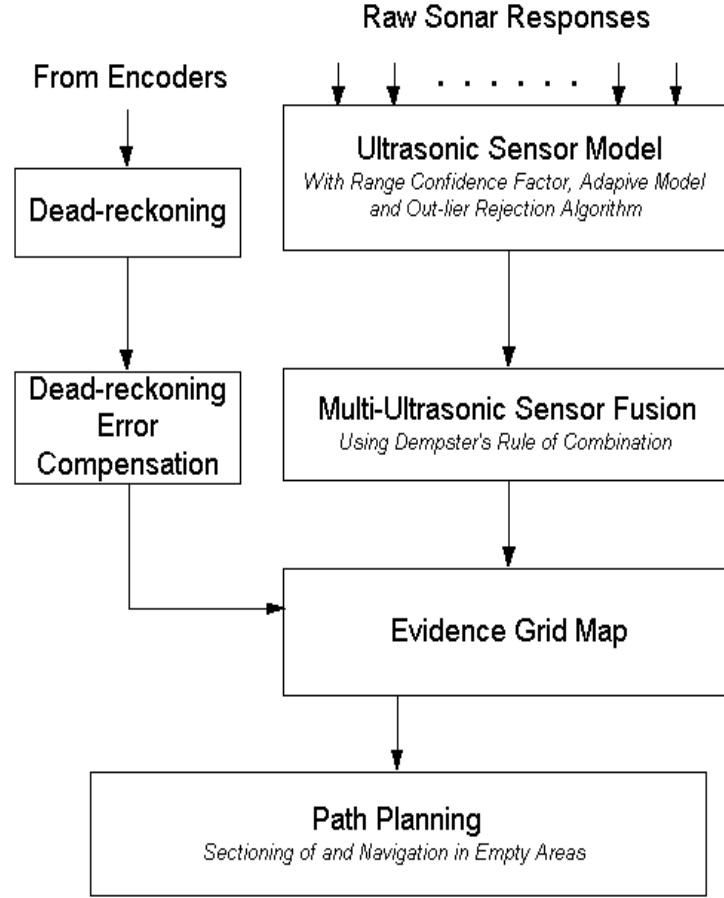 Raw Sonar Responses
From Encoders
. . . . . .
Ultrasonic Sensor Model
With Range Confidence Factor, Adapive Model
and Out-lier Rejection Algorithm
Dead-reckoning
Dead-reckoning
Error
Compensation
Multi-Ultrasonic Sensor Fusion
Using Dempster's Rule of Combination
Evidence Grid Map
Path Planning
Sectioning of and Navigation in Empty Areas